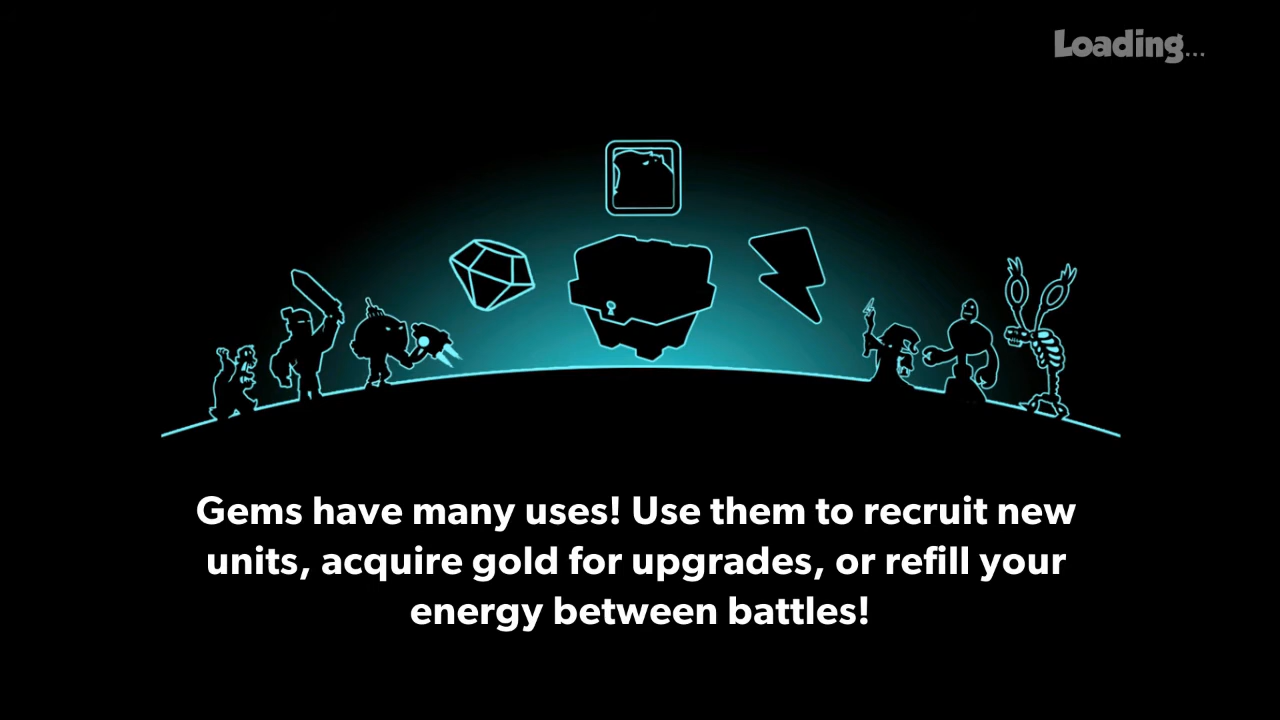 Loading...
Gems have many uses! Use them to recruit new
units, acquire gold for upgrades, or refill your
energy between battles!